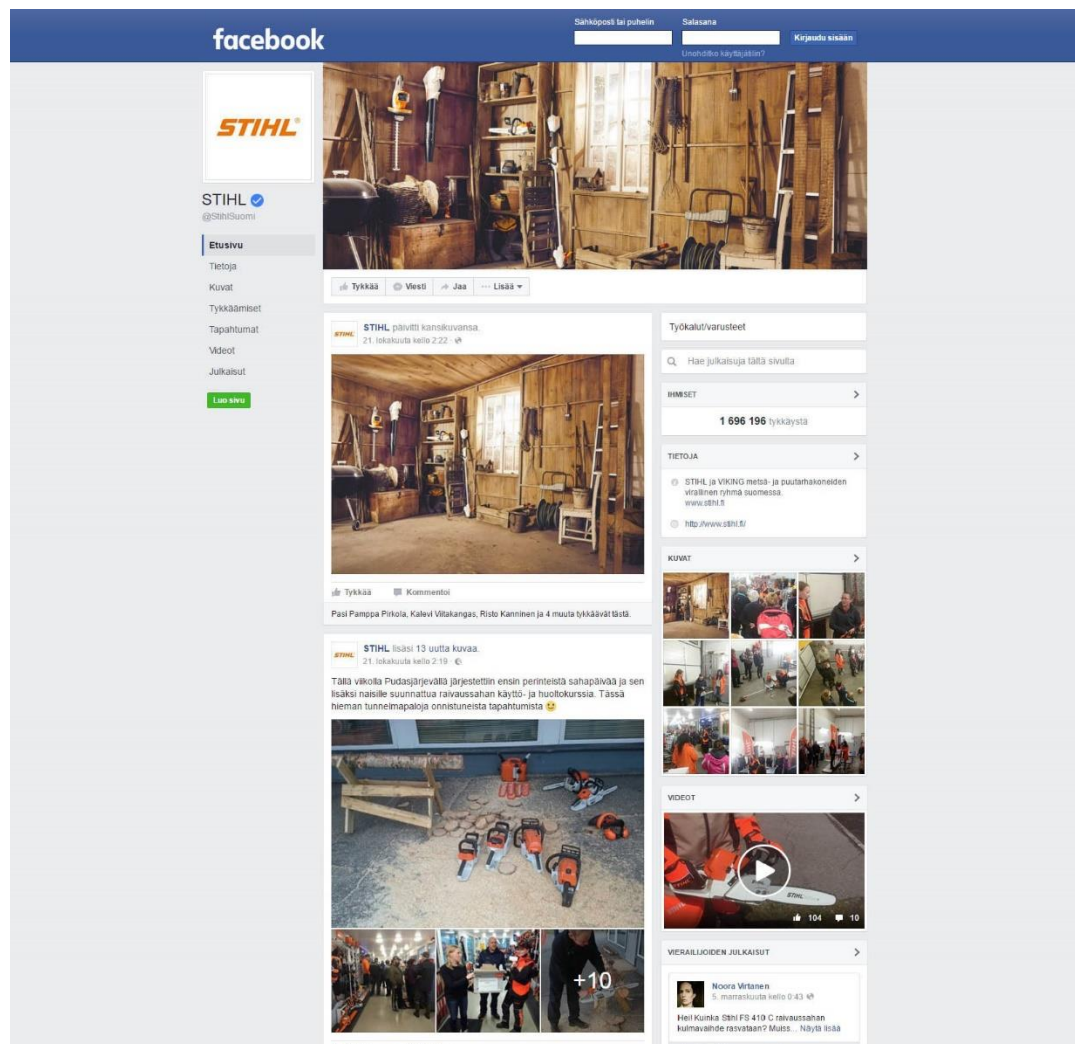 facebook
Sähköposti tai puhelin
Salasana
Kirjaudu sisään
Unohditko käyttäjätilin?
STIHL
STIHL
@StihlSuomi
Etusivu
Tietoja
Kuvat
Tykkäämiset
Tapahtumat
Videot
Julkaisut
Luo sivu
Tykkää Viesti Jaa ··· Lisää
STIHL
STIHL päivitti kansikuvansa.
21. lokakuuta kello 2:22 ·
Tykkää Kommentoi
Pasi Pamppa Pirkola, Kalevi Viitakangas, Risto Kanninen ja 4 muuta tykkäävät tästä.
STIHL
STIHL lisäsi 13 uutta kuvaa.
21. lokakuuta kello 2:19 ·
Tällä viikolla Pudasjärvellä järjestettiin ensin perinteistä sahapäivää ja sen
lisäksi naisille suunnattua raivaussahan käyttö- ja huoltokurssia. Tässä
hieman tunnelmapaloja onnistuneista tapahtumista
+10
Työkalut/varusteet
Hae julkaisuja tältä sivulta
IHMISET
1 696 196 tykkäystä
TIETOJA
STIHL ja VIKING metsä- ja puutarhakoneiden
virallinen ryhmä suomessa.
www.stihl.fi
http://www.stihl.fi/
KUVAT
VIDEOT
STIHL
104 10
VIERAILIJOIDEN JULKAISUT
Noora Virtanen
5. marraskuuta kello 0:43 ·
Hei! Kuinka Stihl FS 410 C raivaussahan
kulmavaihde rasvataan? Muiss... Näytä lisää